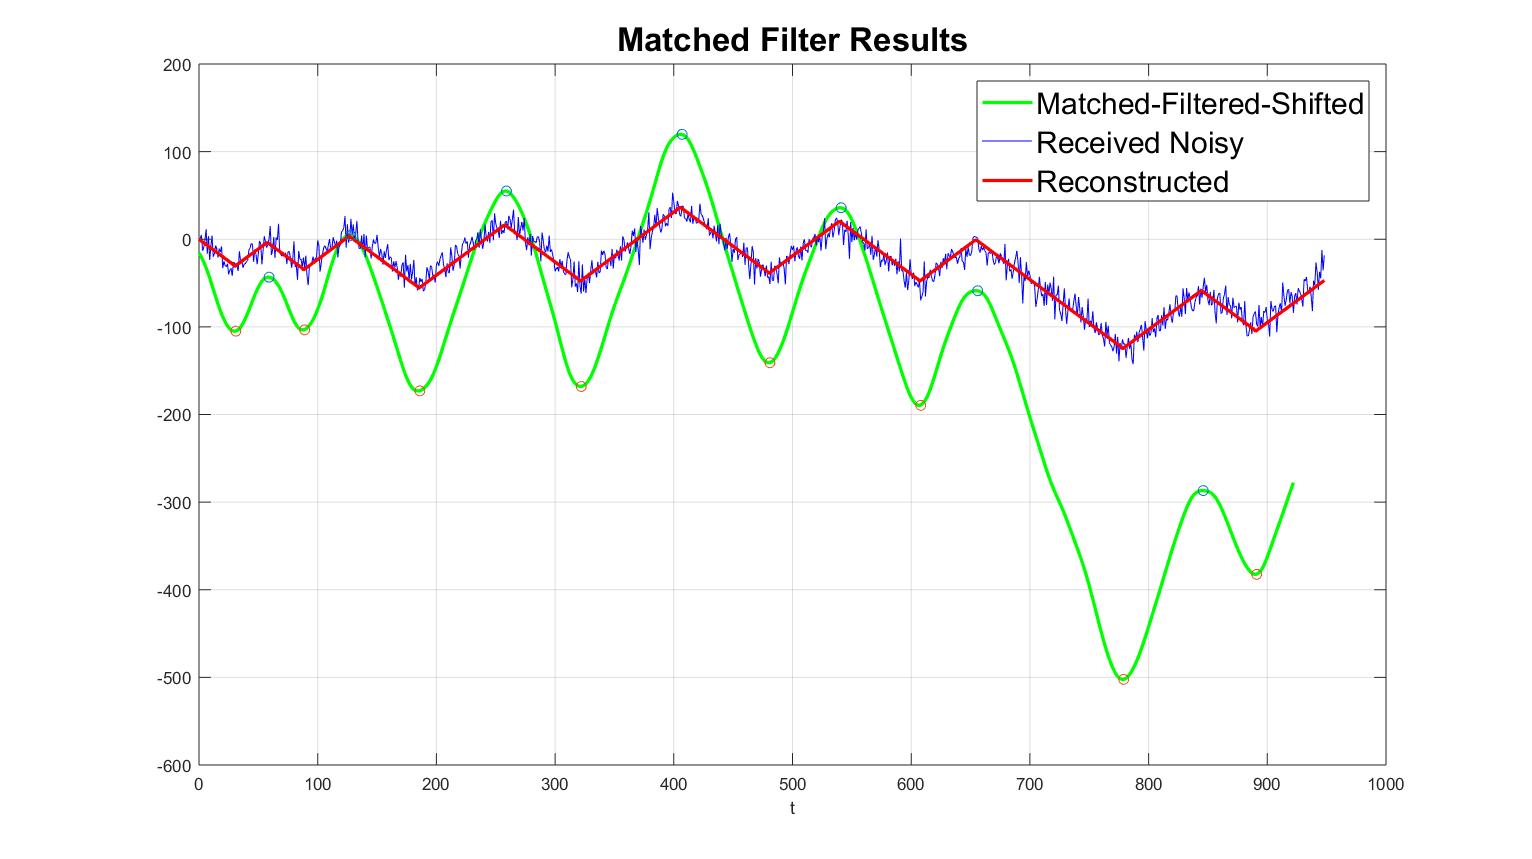 Matched Filter Results
Matched-Filtered-Shifted
Received Noisy
Reconstructed
200
100
0
-100
-200
-300
-400
-500
-600
0 100 200 300 400 500 600 700 800 900 1000
t